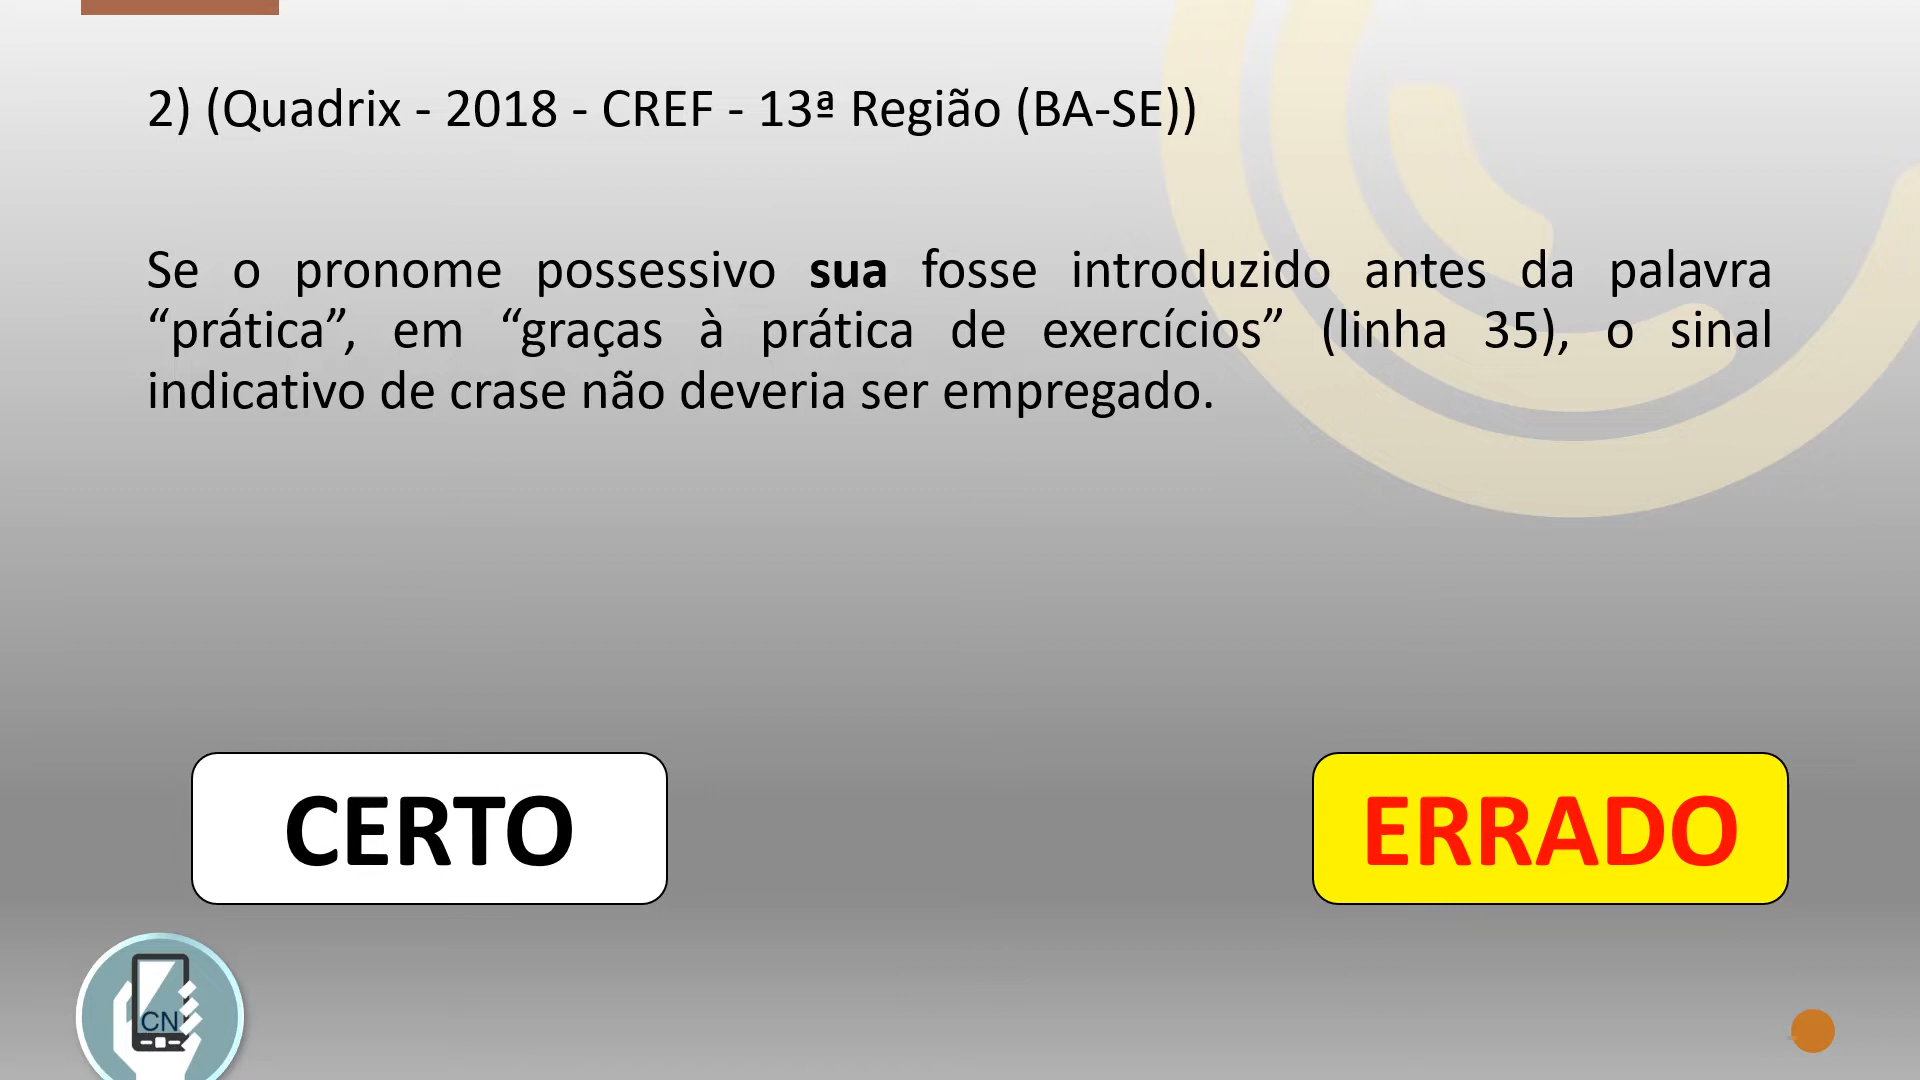 2) (Quadrix - 2018 - CREF - 13ª Região (BA-SE))
Se o pronome possessivo sua fosse introduzido antes da palavra
“prática”, em “graças à prática de exercícios” (linha 35), o sinal
indicativo de crase não deveria ser empregado.
CERTO
ERRADO
CN